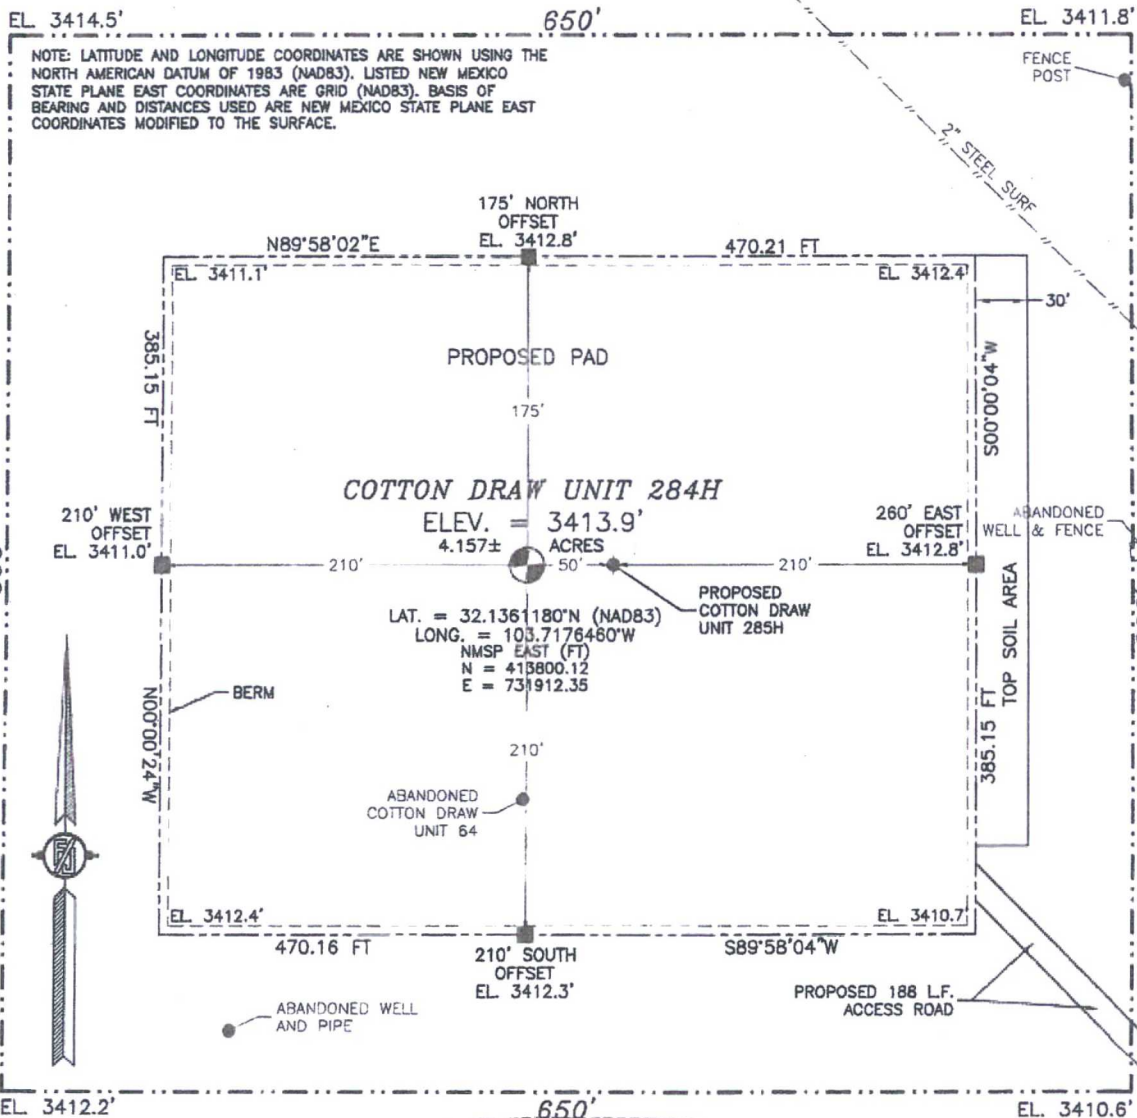 EL. 3414.5'
650'
EL. 3411.8'
NOTE: LATITUDE AND LONGITUDE COORDINATES ARE SHOWN USING THE
NORTH AMERICAN DATUM OF 1983 (NAD83). LISTED NEW MEXICO
STATE PLANE EAST COORDINATES ARE GRID (NAD83). BASIS OF
BEARING AND DISTANCES USED ARE NEW MEXICO STATE PLANE EAST
COORDINATES MODIFIED TO THE SURFACE.
FENCE
POST
2" STEEL SURF
175' NORTH
OFFSET
EL. 3412.8'
N89°58'02"E
470.21 FT
EL. 3411.1'
EL. 3412.4'
30'
385.15 FT
PROPOSED PAD
S00°00'04"W
175'
COTTON DRAW UNIT 284H
ELEV. = 3413.9'
4.157± ACRES
210' WEST
OFFSET
EL. 3411.0'
260' EAST
OFFSET
EL. 3412.8'
ABANDONED
WELL & FENCE
210'
50'
210'
PROPOSED
COTTON DRAW
UNIT 285H
LAT. = 32.1361180°N (NAD83)
LONG. = 103.7176460°W
NMSP EAST (FT)
N = 413800.12
E = 731912.35
TOP SOIL AREA
BERM
N00°00'24"W
385.15 FT
210'
ABANDONED
COTTON DRAW
UNIT 64
EL. 3412.4'
EL. 3410.7'
470.16 FT
210' SOUTH
OFFSET
EL. 3412.3'
S89°58'04"W
PROPOSED 188 L.F.
ACCESS ROAD
ABANDONED WELL
AND PIPE
EL. 3412.2'
650'
EL. 3410.6'